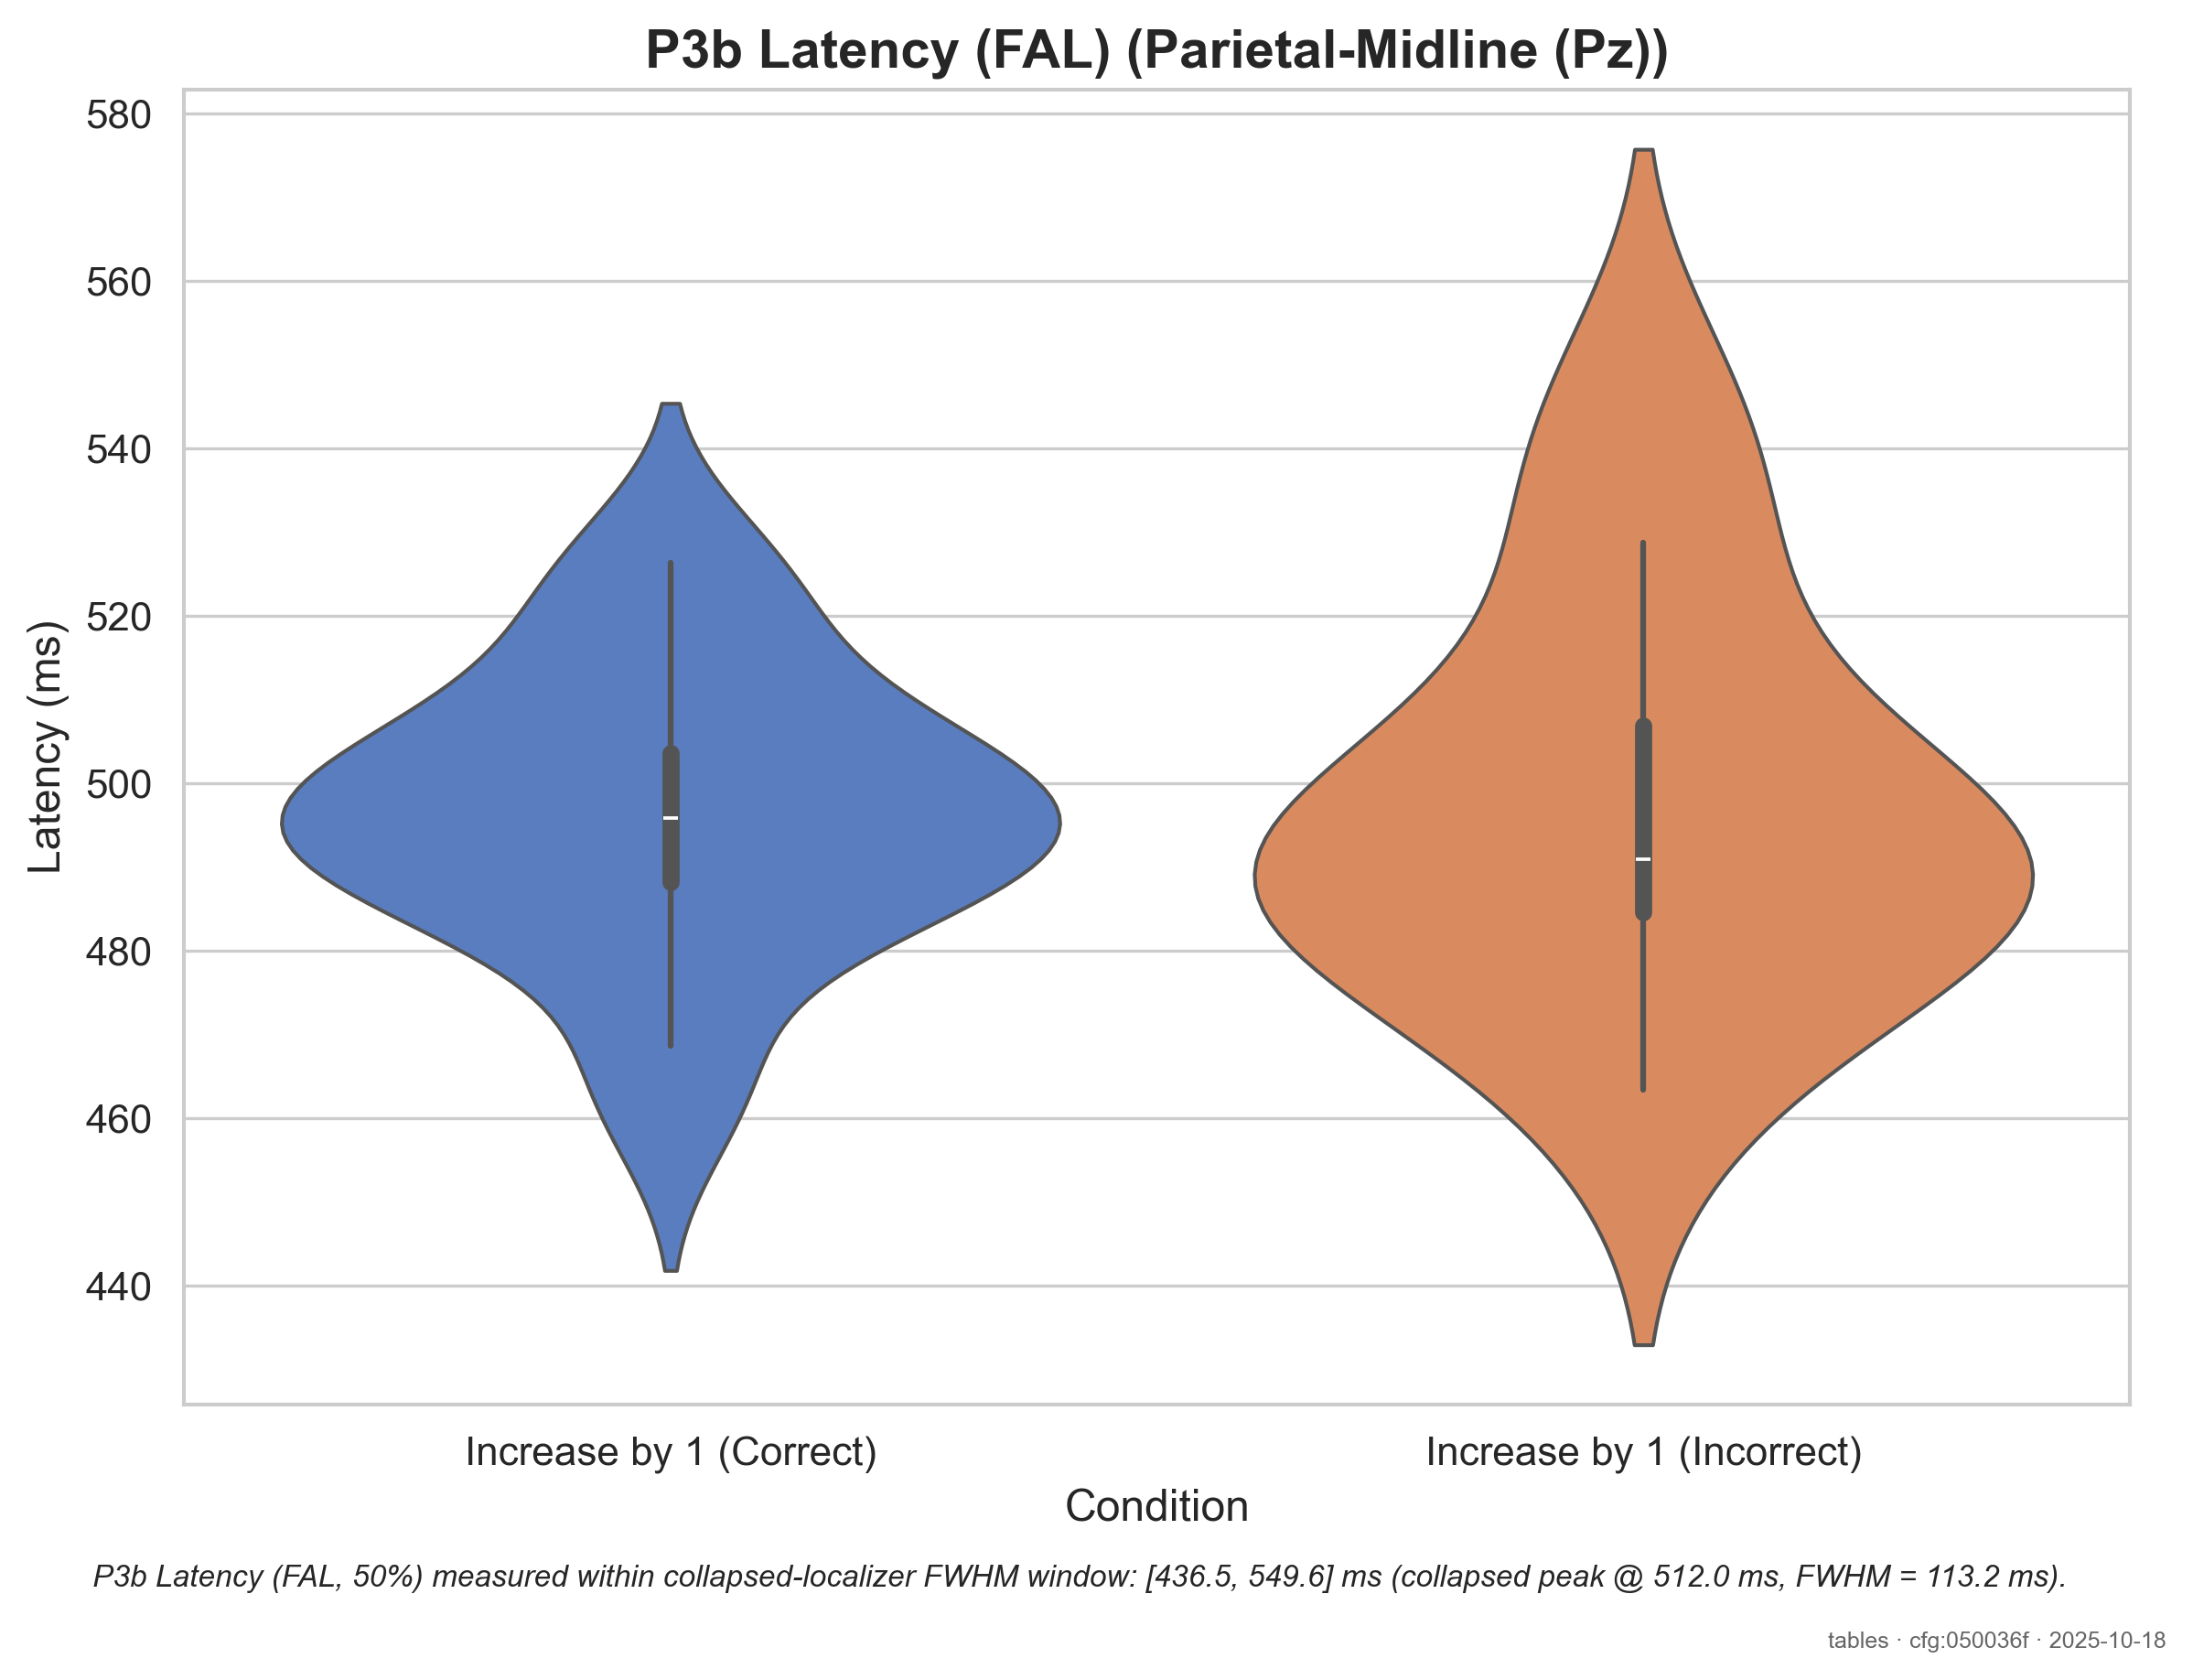 P3b Latency (FAL) (Parietal-Midline (Pz))
Latency (ms)
580
560
540
520
500
480
460
440
Increase by 1 (Correct)
Increase by 1 (Incorrect)
Condition
P3b Latency (FAL, 50%) measured within collapsed-localizer FWHM window: [436.5, 549.6] ms (collapsed peak @ 512.0 ms, FWHM = 113.2 ms).
tables · cfg:050036f · 2025-10-18